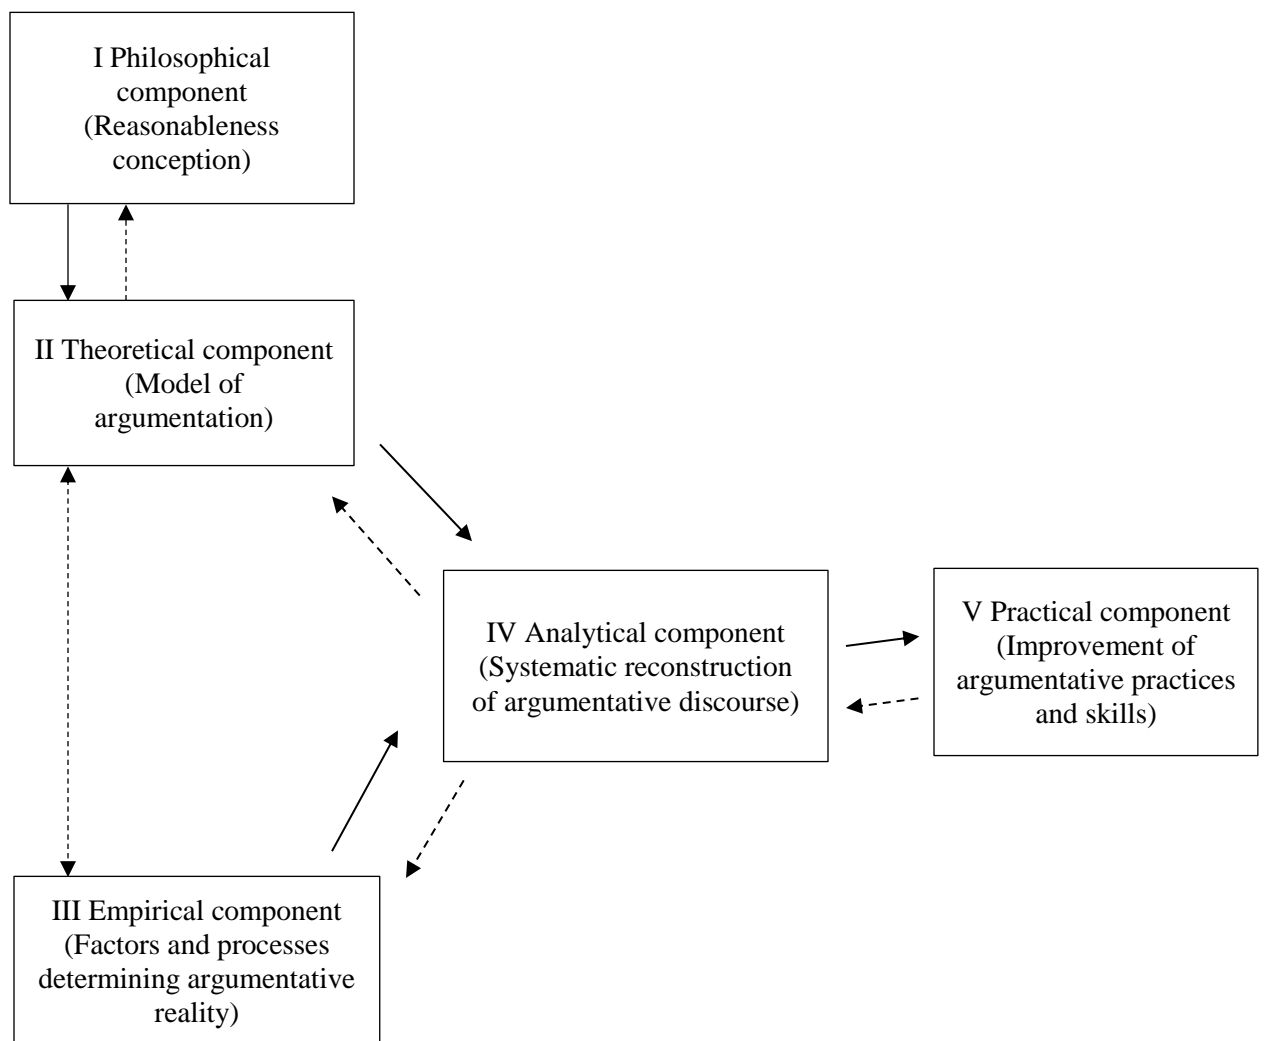 I Philosophical
component
(Reasonableness
conception)
II Theoretical component
(Model of
argumentation)
IV Analytical component
(Systematic reconstruction
of argumentative discourse)
V Practical component
(Improvement of
argumentative practices
and skills)
III Empirical component
(Factors and processes
determining argumentative
reality)